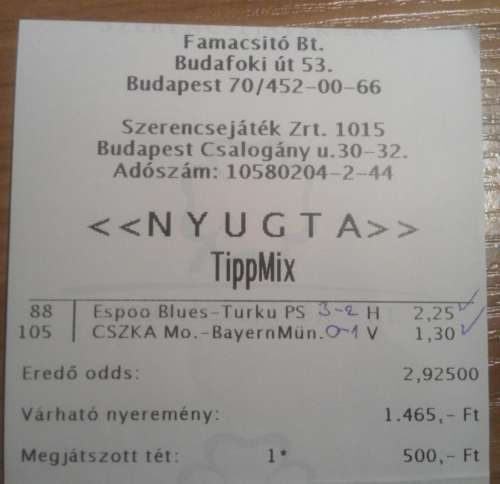 Famacsitó Bt.
Budafoki út 53.
Budapest 70/452-00-66
Szerencsejáték Zrt. 1015
Budapest Csalogány u.30-32.
Adószám: 10580204-2-44
<<NYUGTA>>
TippMix
88 Espoo Blues-Turku PS 3-2 H 2,25
105 CSZKA Mo.-BayernMün. 0-1 V 1,30
Eredő odds: 2,92500
Várható nyeremény: 1.465,- Ft
Megjátszott tét: 1* 500,- Ft